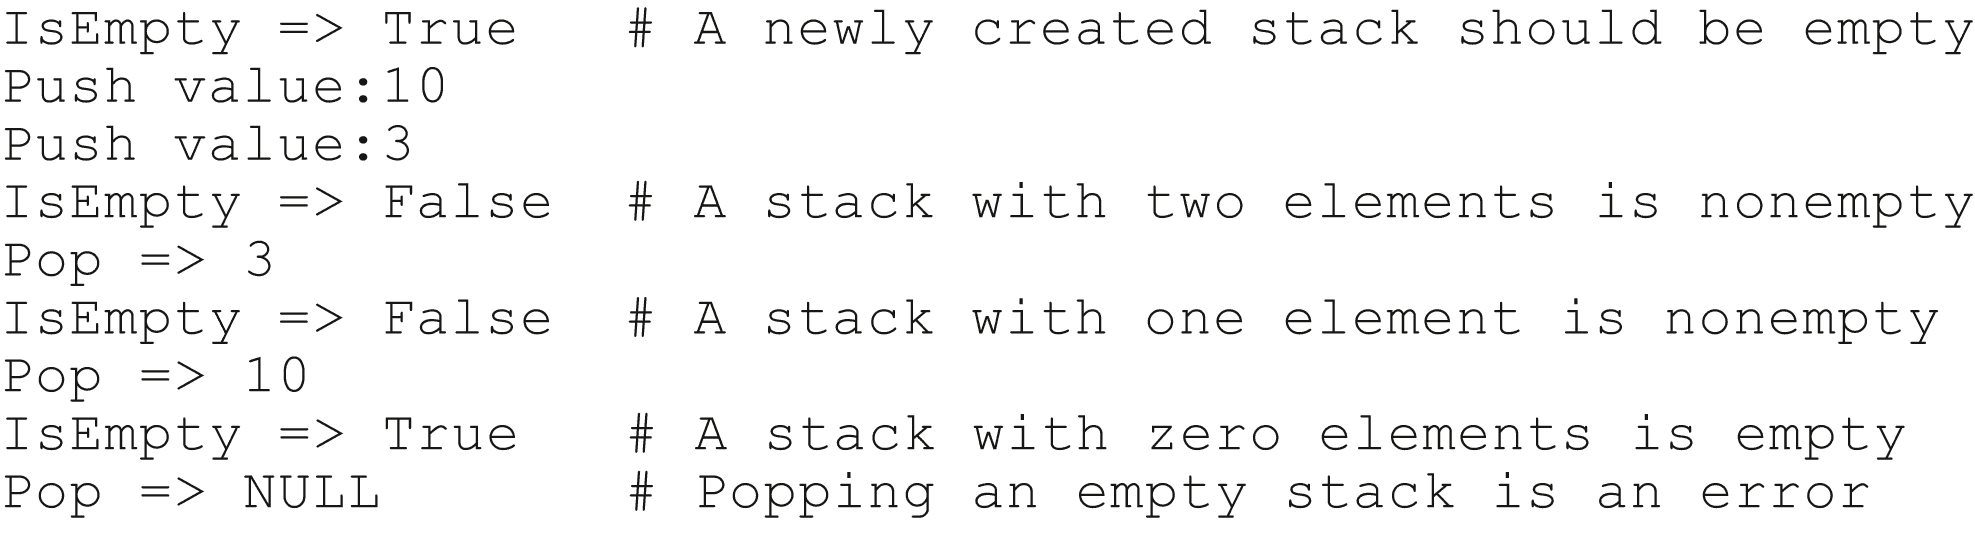 IsEmpty => True   # A newly created stack should be empty
Push value:10
Push value:3
IsEmpty => False  # A stack with two elements is nonempty
Pop => 3
IsEmpty => False  # A stack with one element is nonempty
Pop => 10
IsEmpty => True   # A stack with zero elements is empty
Pop => NULL       # Popping an empty stack is an error